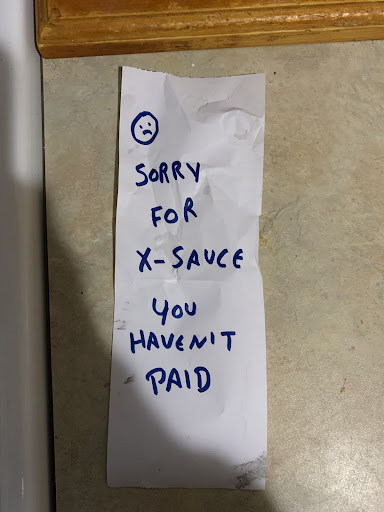 SORRY
FOR
X-SAUCE
YOU
HAVEN'T
PAID